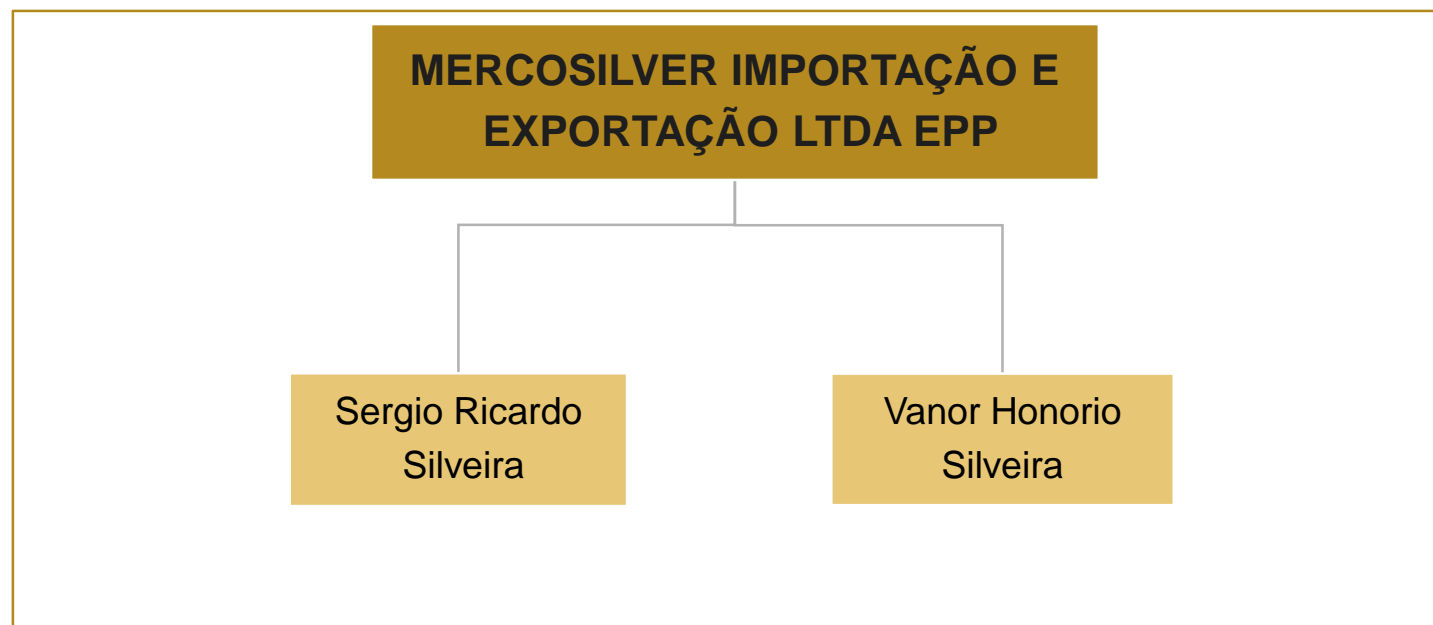 MERCOSILVER IMPORTAÇÃO E
EXPORTAÇÃO LTDA EPP
Sergio Ricardo
Silveira
Vanor Honorio
Silveira